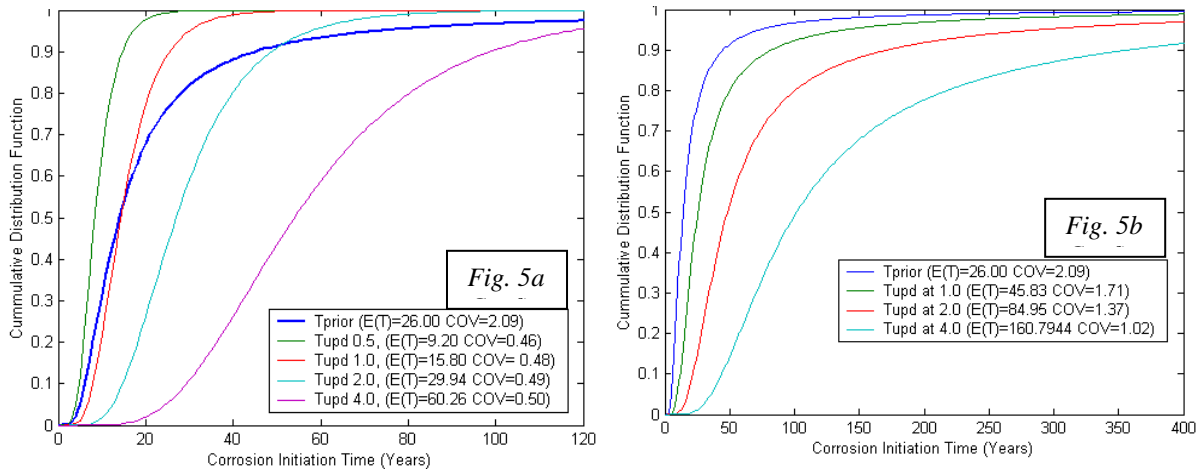 1
0.9
0.8
0.7
0.6
0.5
0.4
0.3
0.2
0.1
0
Cummulative Distribution Function
Fig. 5a
Tprior (E(T)=26.00 COV=2.09)
Tupd 0.5, (E(T)=9.20 COV=0.46)
Tupd 1.0, (E(T)=15.80 COV= 0.48)
Tupd 2.0, (E(T)=29.94 COV=0.49)
Tupd 4.0, (E(T)=60.26 COV=0.50)
0 20 40 60 80 100 120
Corrosion Initiation Time (Years)
1
0.9
0.8
0.7
0.6
0.5
0.4
0.3
0.2
0.1
0
Cummulative Distribution Function
Fig. 5b
Tprior (E(T)=26.00 COV=2.09)
Tupd at 1.0 (E(T)=45.83 COV=1.71)
Tupd at 2.0 (E(T)=84.95 COV=1.37)
Tupd at 4.0 (E(T)=160.7944 COV=1.02)
0 50 100 150 200 250 300 350 400
Corrosion Initiation Time (Years)